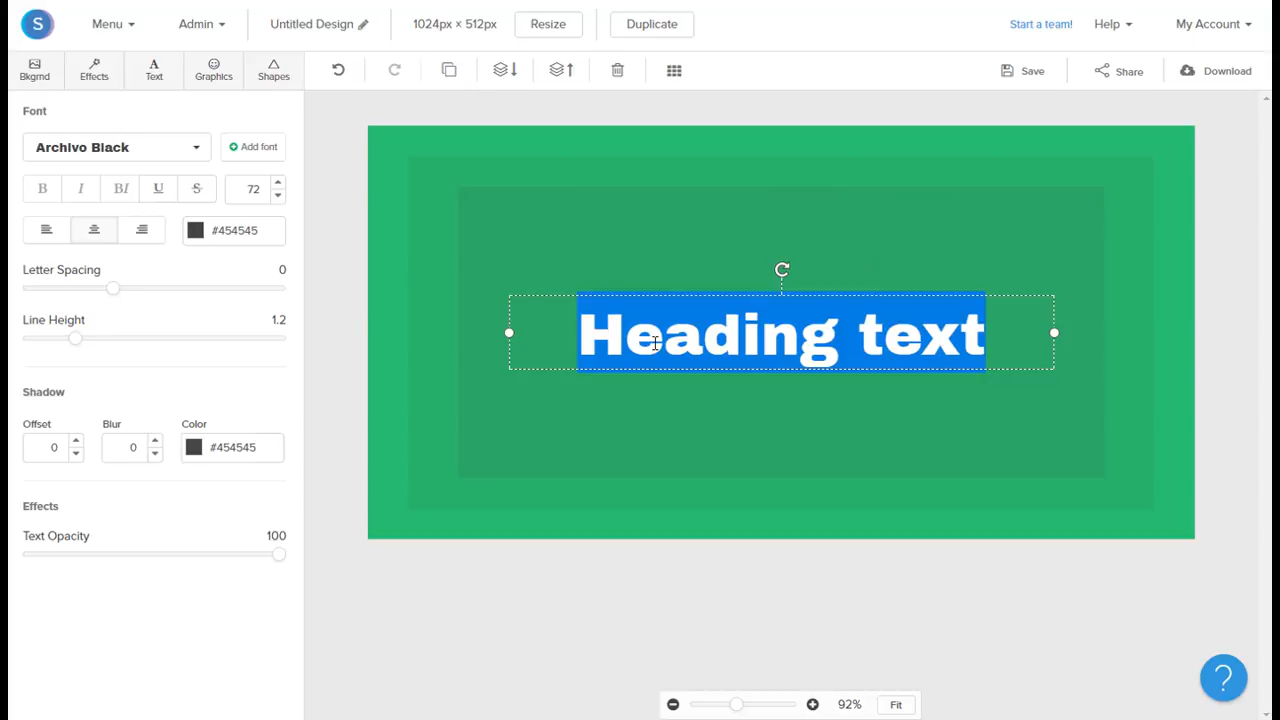 S Menu Admin Untitled Design 1024px × 512px Resize Duplicate Start a team! Help My Account
Bkgrnd Effects Text Graphics Shapes Save Share Download
Font
Archivo Black Add font
B I BI U S 72
#454545
Letter Spacing 0
Line Height 1.2
Shadow
Offset Blur Color
0 0 #454545
Effects
Text Opacity 100
Heading text
92% Fit
?